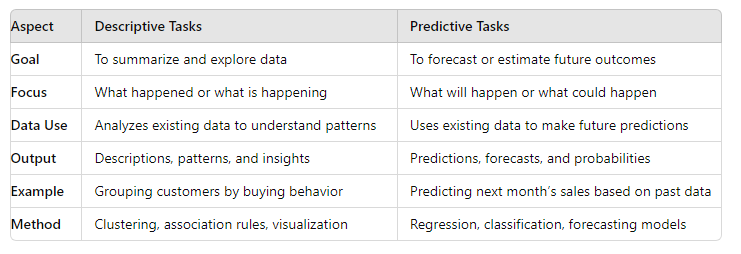 Aspect Descriptive Tasks Predictive Tasks
Goal To summarize and explore data To forecast or estimate future outcomes
Focus What happened or what is happening What will happen or what could happen
Data Use Analyzes existing data to understand patterns Uses existing data to make future predictions
Output Descriptions, patterns, and insights Predictions, forecasts, and probabilities
Example Grouping customers by buying behavior Predicting next month’s sales based on past data
Method Clustering, association rules, visualization Regression, classification, forecasting models